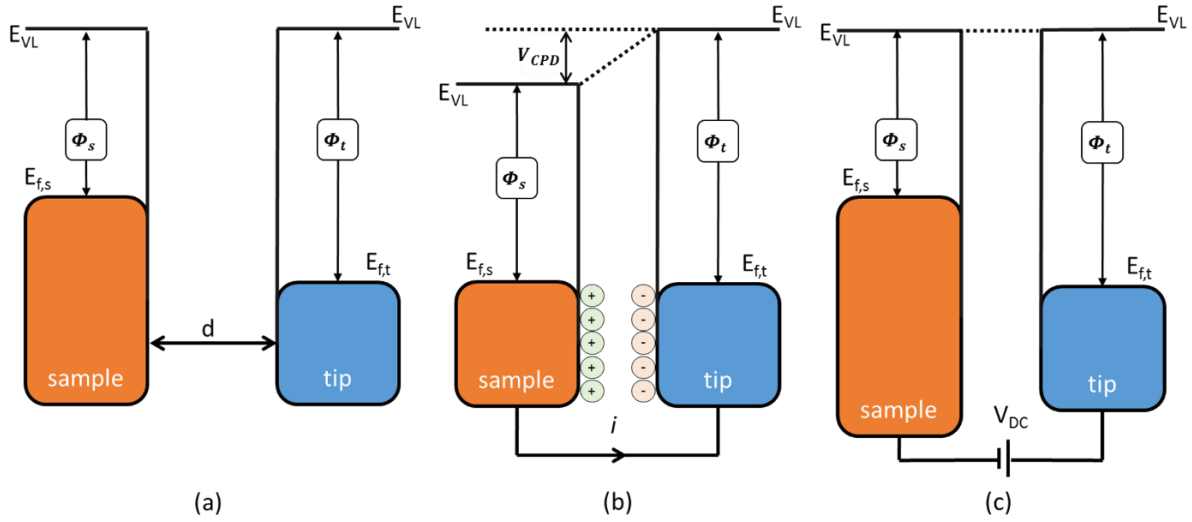 E_VL
Φ_s
E_f,s
sample
d
E_VL
Φ_t
E_f,t
tip
(a)
V_CPD
E_VL
Φ_s
E_f,s
sample
+
+
+
+
+
-
-
-
-
-
E_VL
Φ_t
E_f,t
tip
i
(b)
E_VL
Φ_s
E_f,s
sample
E_VL
Φ_t
E_f,t
tip
V_DC
(c)